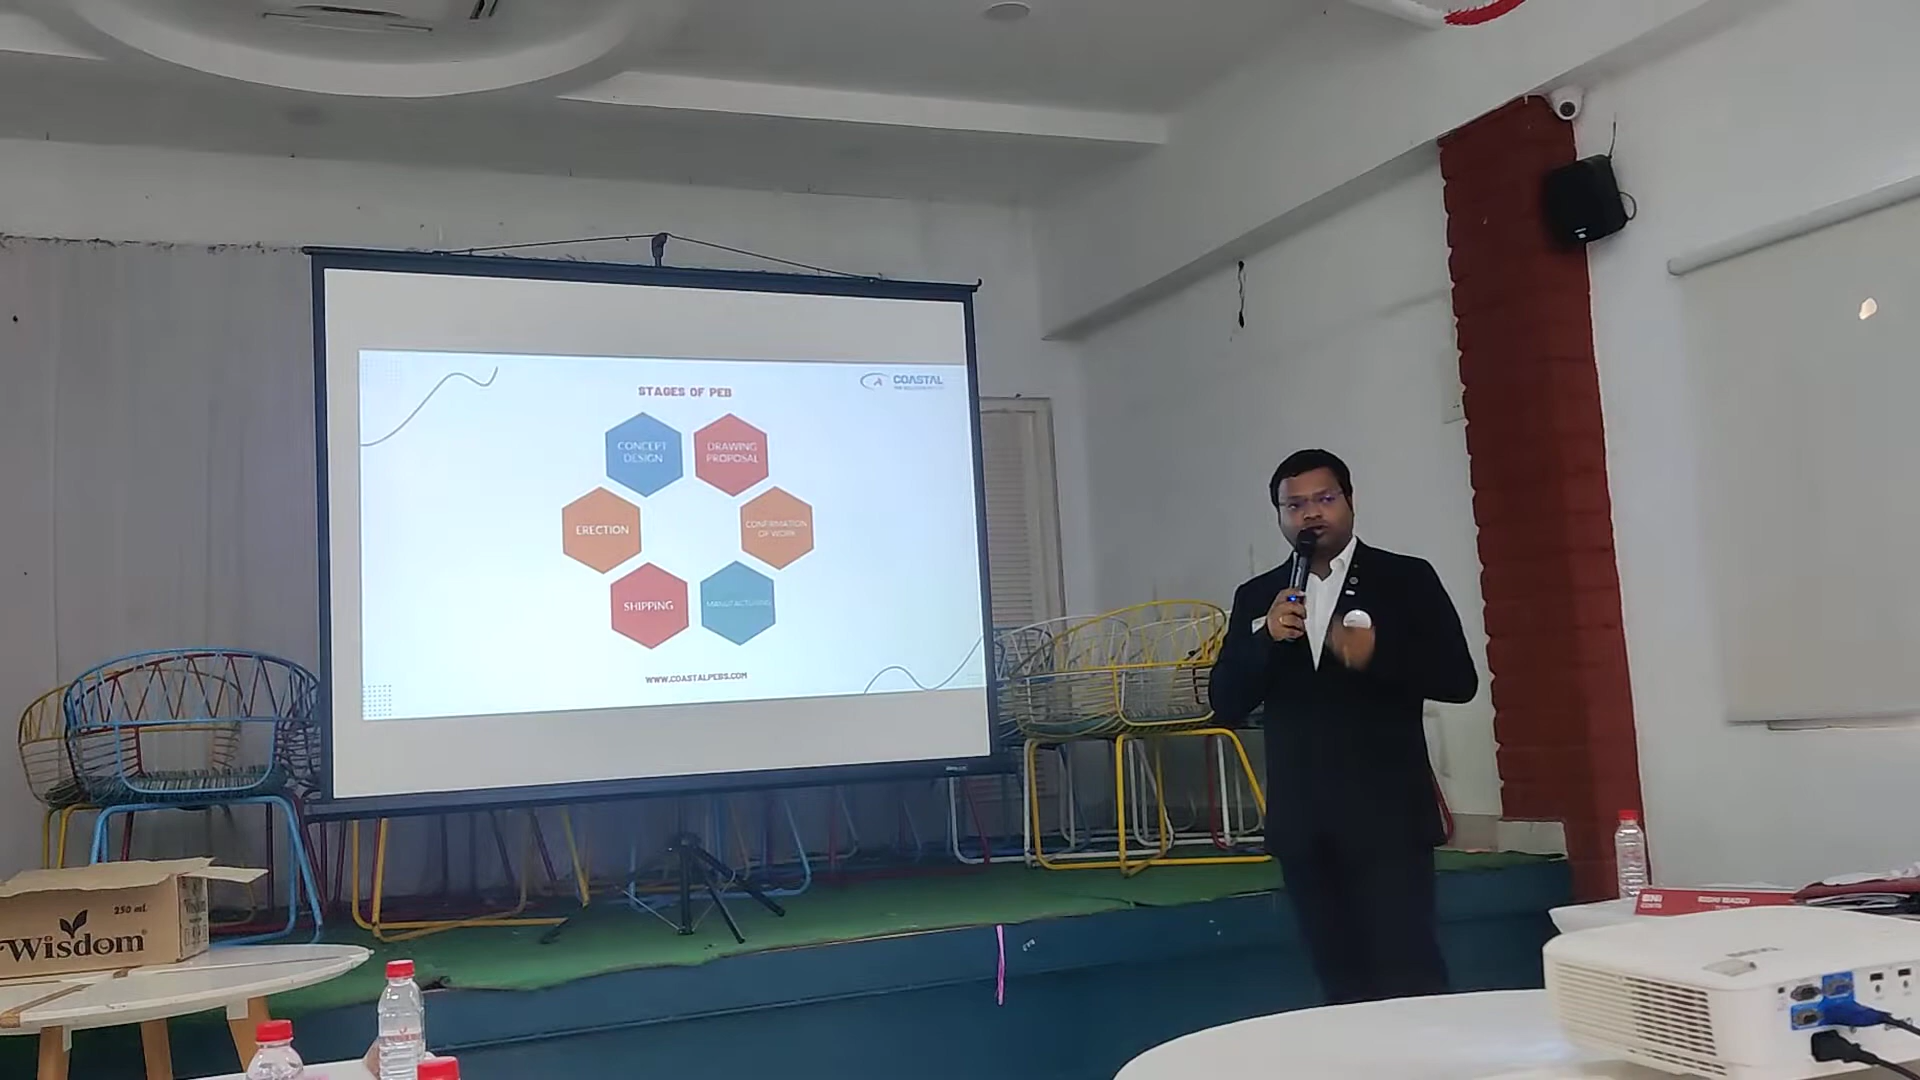 STAGES OF PEB
COASTAL
CONCEPT
DESIGN
DRAWING
PROPOSAL
ERECTION
CONFIRMATION
OF WORK
SHIPPING
MANUFACTURING
WWW.COASTALPEBS.COM
250 ml
Wisdom
BNI